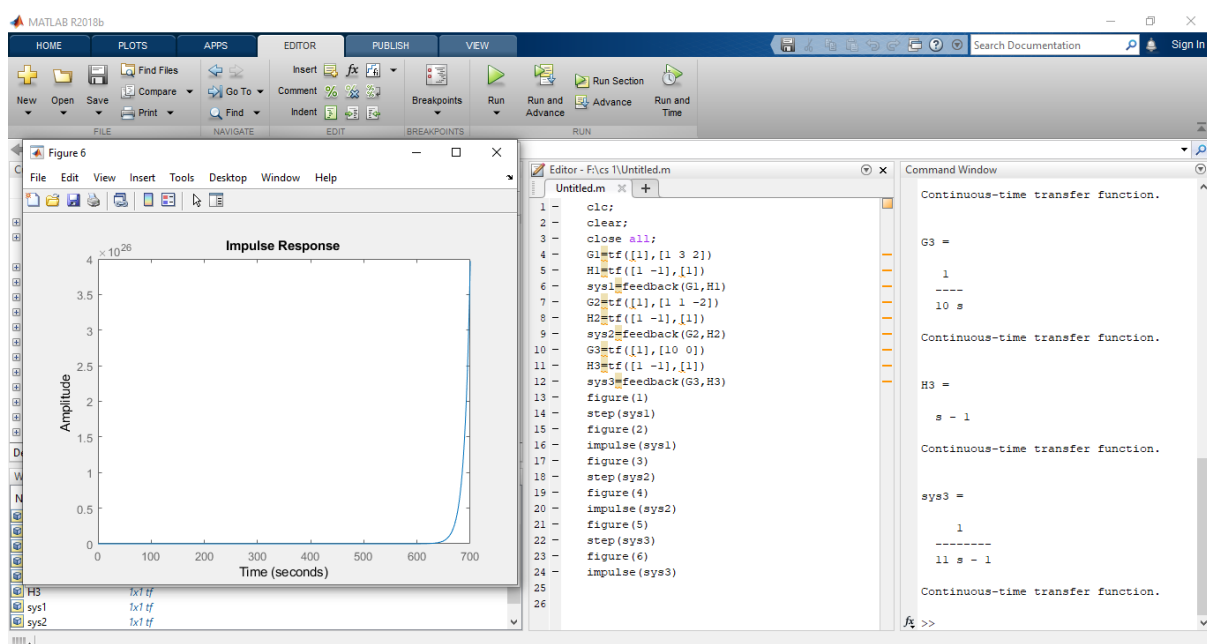 MATLAB R2018b
HOME PLOTS APPS EDITOR PUBLISH VIEW Search Documentation Sign In
New Open Save Find Files Compare Print
FILE
Go To Find
NAVIGATE
Insert fx
Comment %
Indent
EDIT
Breakpoints
BREAKPOINTS
Run Run and Advance Run Section Advance Run and Time
RUN
Figure 6
File Edit View Insert Tools Desktop Window Help
Impulse Response
×10^26
4
3.5
3
2.5
2
1.5
1
0.5
0
Amplitude
0 100 200 300 400 500 600 700
Time (seconds)
H3 1x1 tf
sys1 1x1 tf
sys2 1x1 tf
Editor - F:\cs 1\Untitled.m
Untitled.m × +
1 - clc;
2 - clear;
3 - close all;
4 - G1=tf([1],[1 3 2])
5 - H1=tf([1 -1],[1])
6 - sys1=feedback(G1,H1)
7 - G2=tf([1],[1 1 -2])
8 - H2=tf([1 -1],[1])
9 - sys2=feedback(G2,H2)
10 - G3=tf([1],[10 0])
11 - H3=tf([1 -1],[1])
12 - sys3=feedback(G3,H3)
13 - figure(1)
14 - step(sys1)
15 - figure(2)
16 - impulse(sys1)
17 - figure(3)
18 - step(sys2)
19 - figure(4)
20 - impulse(sys2)
21 - figure(5)
22 - step(sys3)
23 - figure(6)
24 - impulse(sys3)
25
26
Command Window
Continuous-time transfer function.
G3 =
1
----
10 s
Continuous-time transfer function.
H3 =
s - 1
Continuous-time transfer function.
sys3 =
1
--------
11 s - 1
Continuous-time transfer function.
fx >>